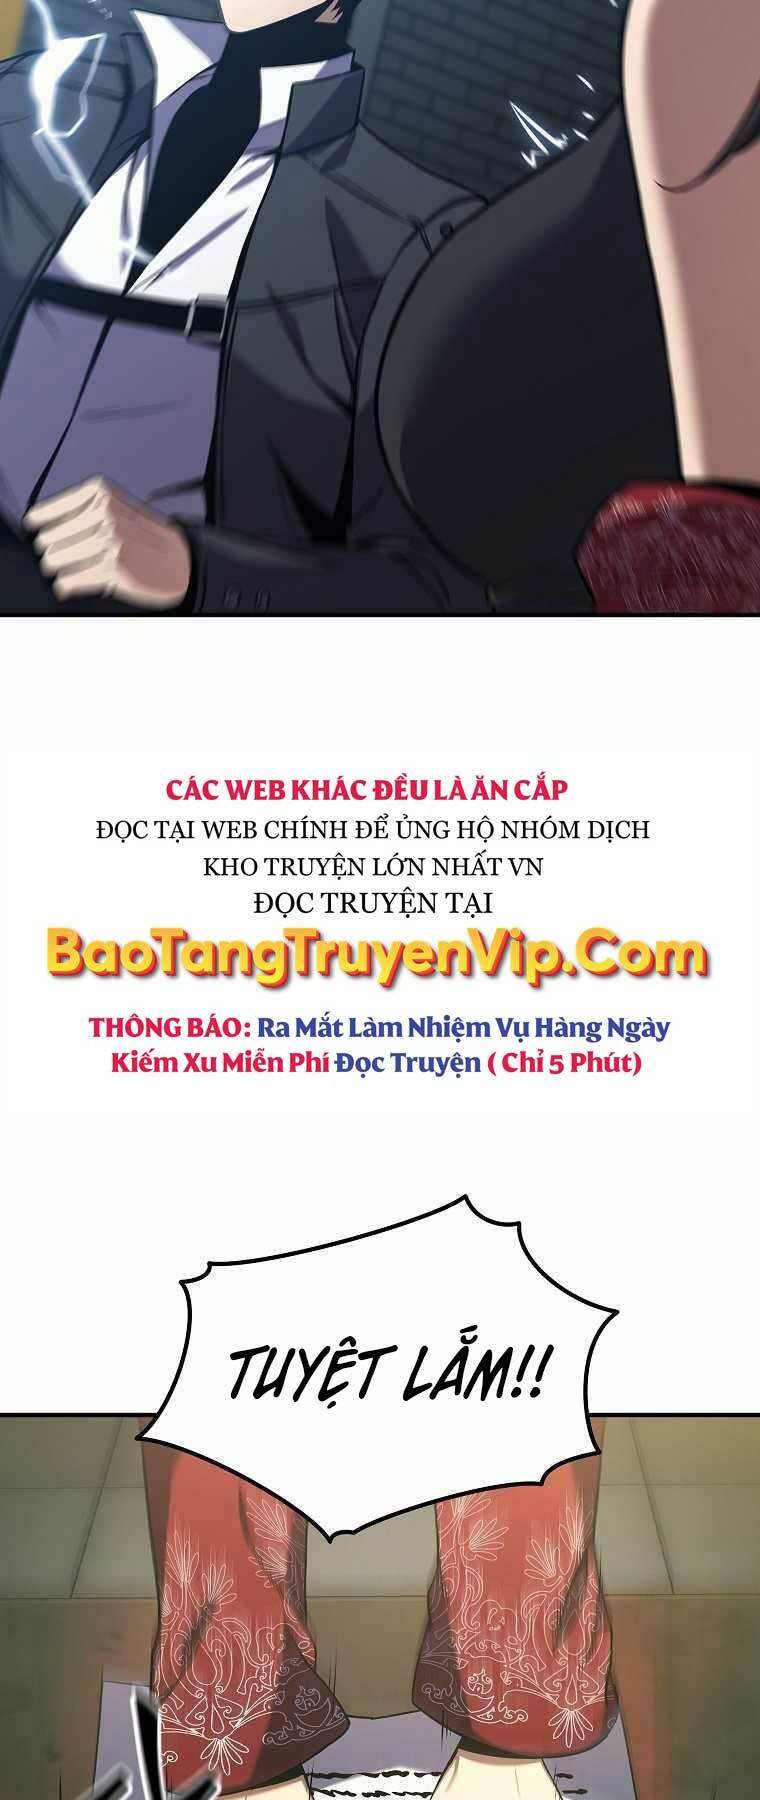 CÁC WEB KHÁC ĐỀU LÀ ĂN CẮP
ĐỌC TẠI WEB CHÍNH ĐỂ ỦNG HỘ NHÓM DỊCH
KHO TRUYỆN LỚN NHẤT VN
ĐỌC TRUYỆN TẠI
BaoTangTruyenVip.Com
THÔNG BÁO: Ra Mắt Làm Nhiệm Vụ Hàng Ngày
Kiếm Xu Miễn Phí Đọc Truyện ( Chỉ 5 Phút)
TUYỆT LẮM!!